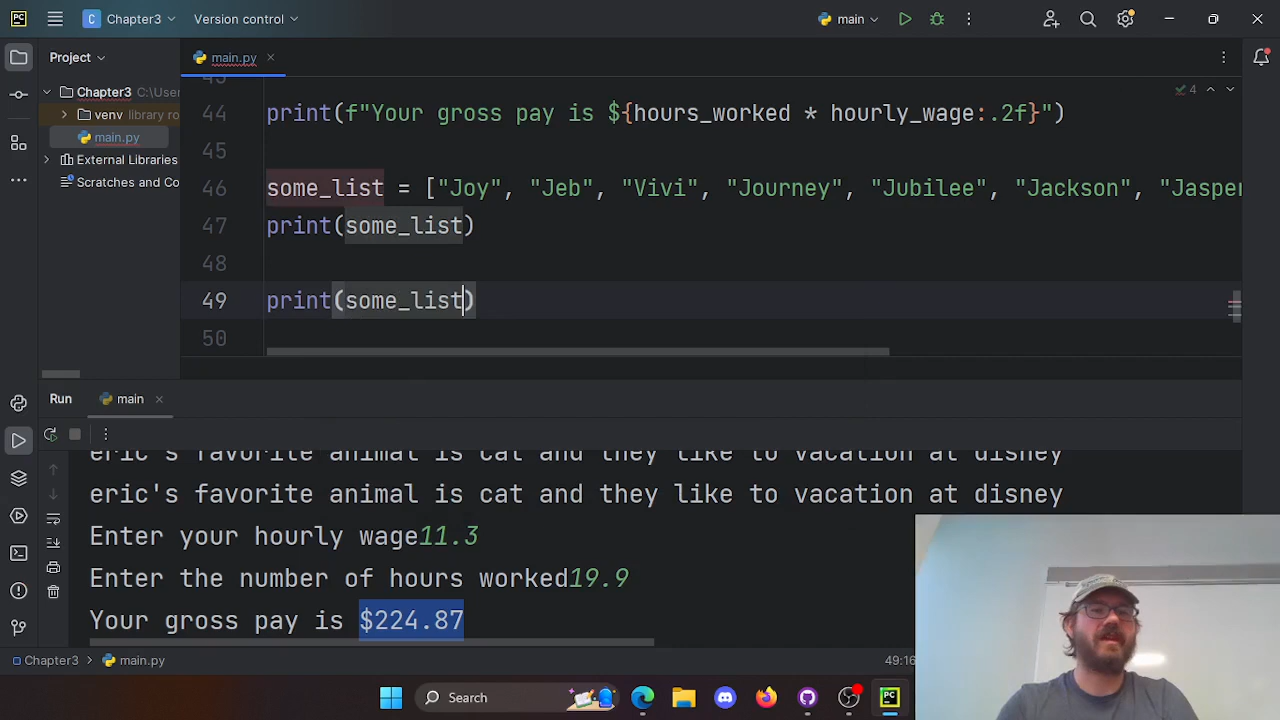 PC
C Chapter3
Version control
main
Project
main.py
Chapter3 C:\User
venv library ro
main.py
External Libraries
Scratches and Co
4
44 print(f"Your gross pay is ${hours_worked * hourly_wage:.2f}")
45
46 some_list = ["Joy", "Jeb", "Vivi", "Journey", "Jubilee", "Jackson", "Jasper
47 print(some_list)
48
49 print(some_list)
50
Run main
eric's favorite animal is cat and they like to vacation at disney
eric's favorite animal is cat and they like to vacation at disney
Enter your hourly wage11.3
Enter the number of hours worked19.9
Your gross pay is $224.87
Chapter3 > main.py
49:16
Search
PC